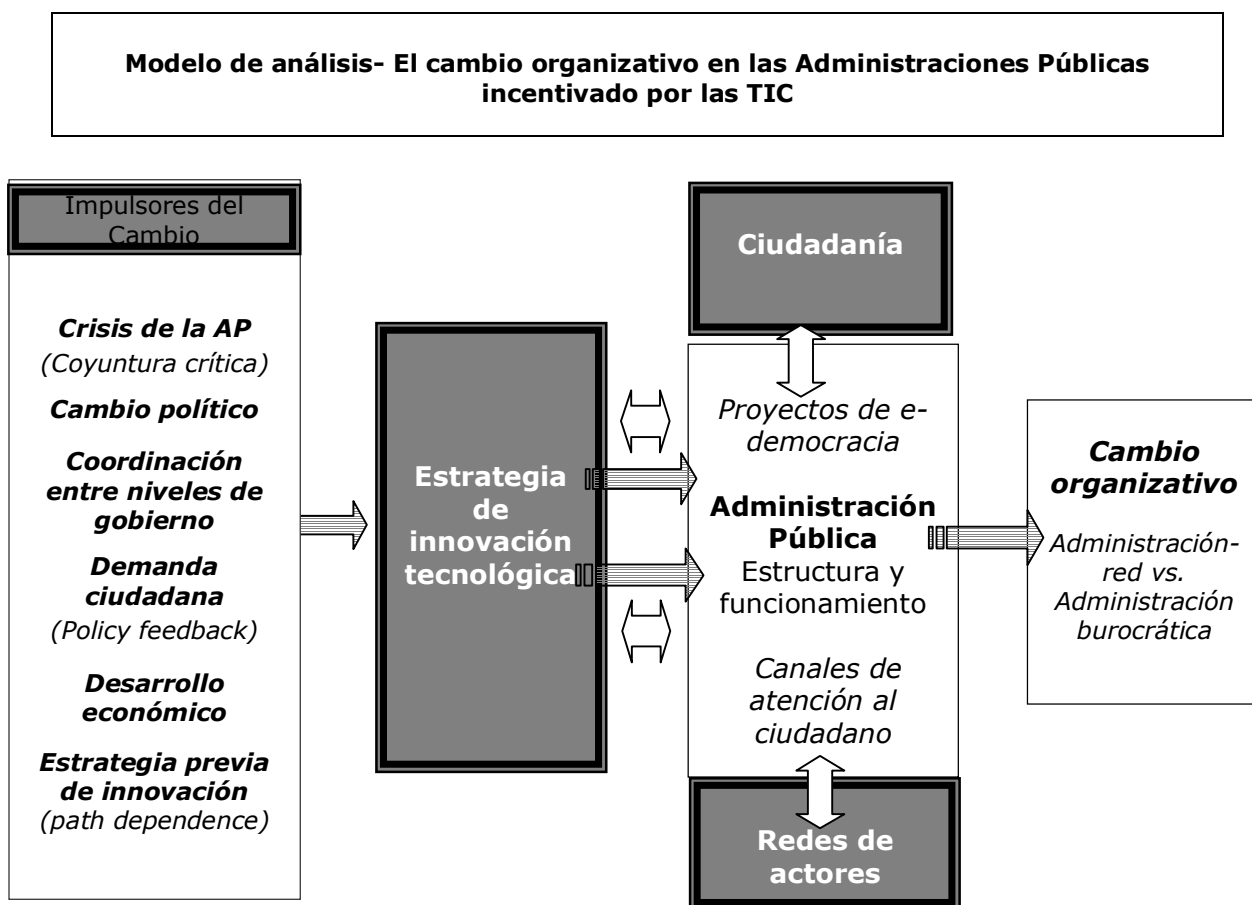 Modelo de análisis- El cambio organizativo en las Administraciones Públicas
incentivado por las TIC
Impulsores del
Cambio
Crisis de la AP
(Coyuntura crítica)
Cambio político
Coordinación
entre niveles de
gobierno
Demanda
ciudadana
(Policy feedback)
Desarrollo
económico
Estrategia previa
de innovación
(path dependence)
Estrategia
de
innovación
tecnológica
Ciudadanía
Proyectos de e-
democracia
Administración
Pública
Estructura y
funcionamiento
Canales de
atención al
ciudadano
Redes de
actores
Cambio
organizativo
Administración-
red vs.
Administración
burocrática